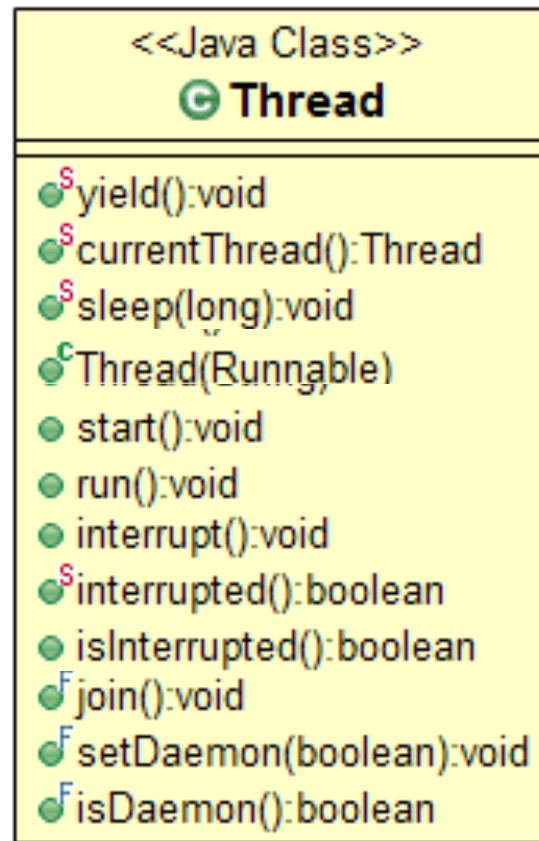 <<Java Class>>
C Thread
S yield():void
S currentThread():Thread
S sleep(long):void
C Thread(Runnable)
start():void
run():void
interrupt():void
S interrupted():boolean
isInterrupted():boolean
F join():void
F setDaemon(boolean):void
F isDaemon():boolean